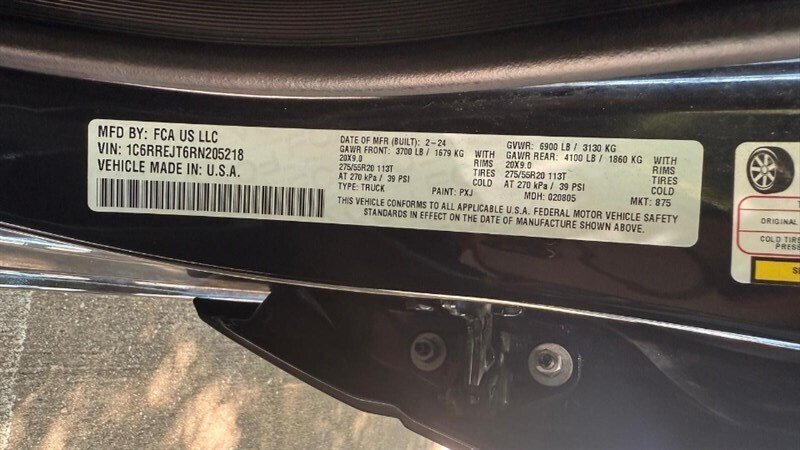 MFD BY: FCA US LLC
VIN: 1C6RREJT6RN205218
VEHICLE MADE IN: U.S.A.
DATE OF MFR (BUILT): 2-24
GAWR FRONT: 3700 LB / 1679 KG WITH
20X9.0 RIMS
275/55R20 113T TIRES
AT 270 kPa / 39 PSI COLD
TYPE: TRUCK PAINT: PXJ
GVWR: 6900 LB / 3130 KG
GAWR REAR: 4100 LB / 1860 KG WITH
20X9.0 RIMS
275/55R20 113T TIRES
AT 270 kPa / 39 PSI COLD
MDH: 020805 MKT: 875
THIS VEHICLE CONFORMS TO ALL APPLICABLE U.S.A. FEDERAL MOTOR VEHICLE SAFETY
STANDARDS IN EFFECT ON THE DATE OF MANUFACTURE SHOWN ABOVE.
ORIGINAL
COLD TIRE
PRESS